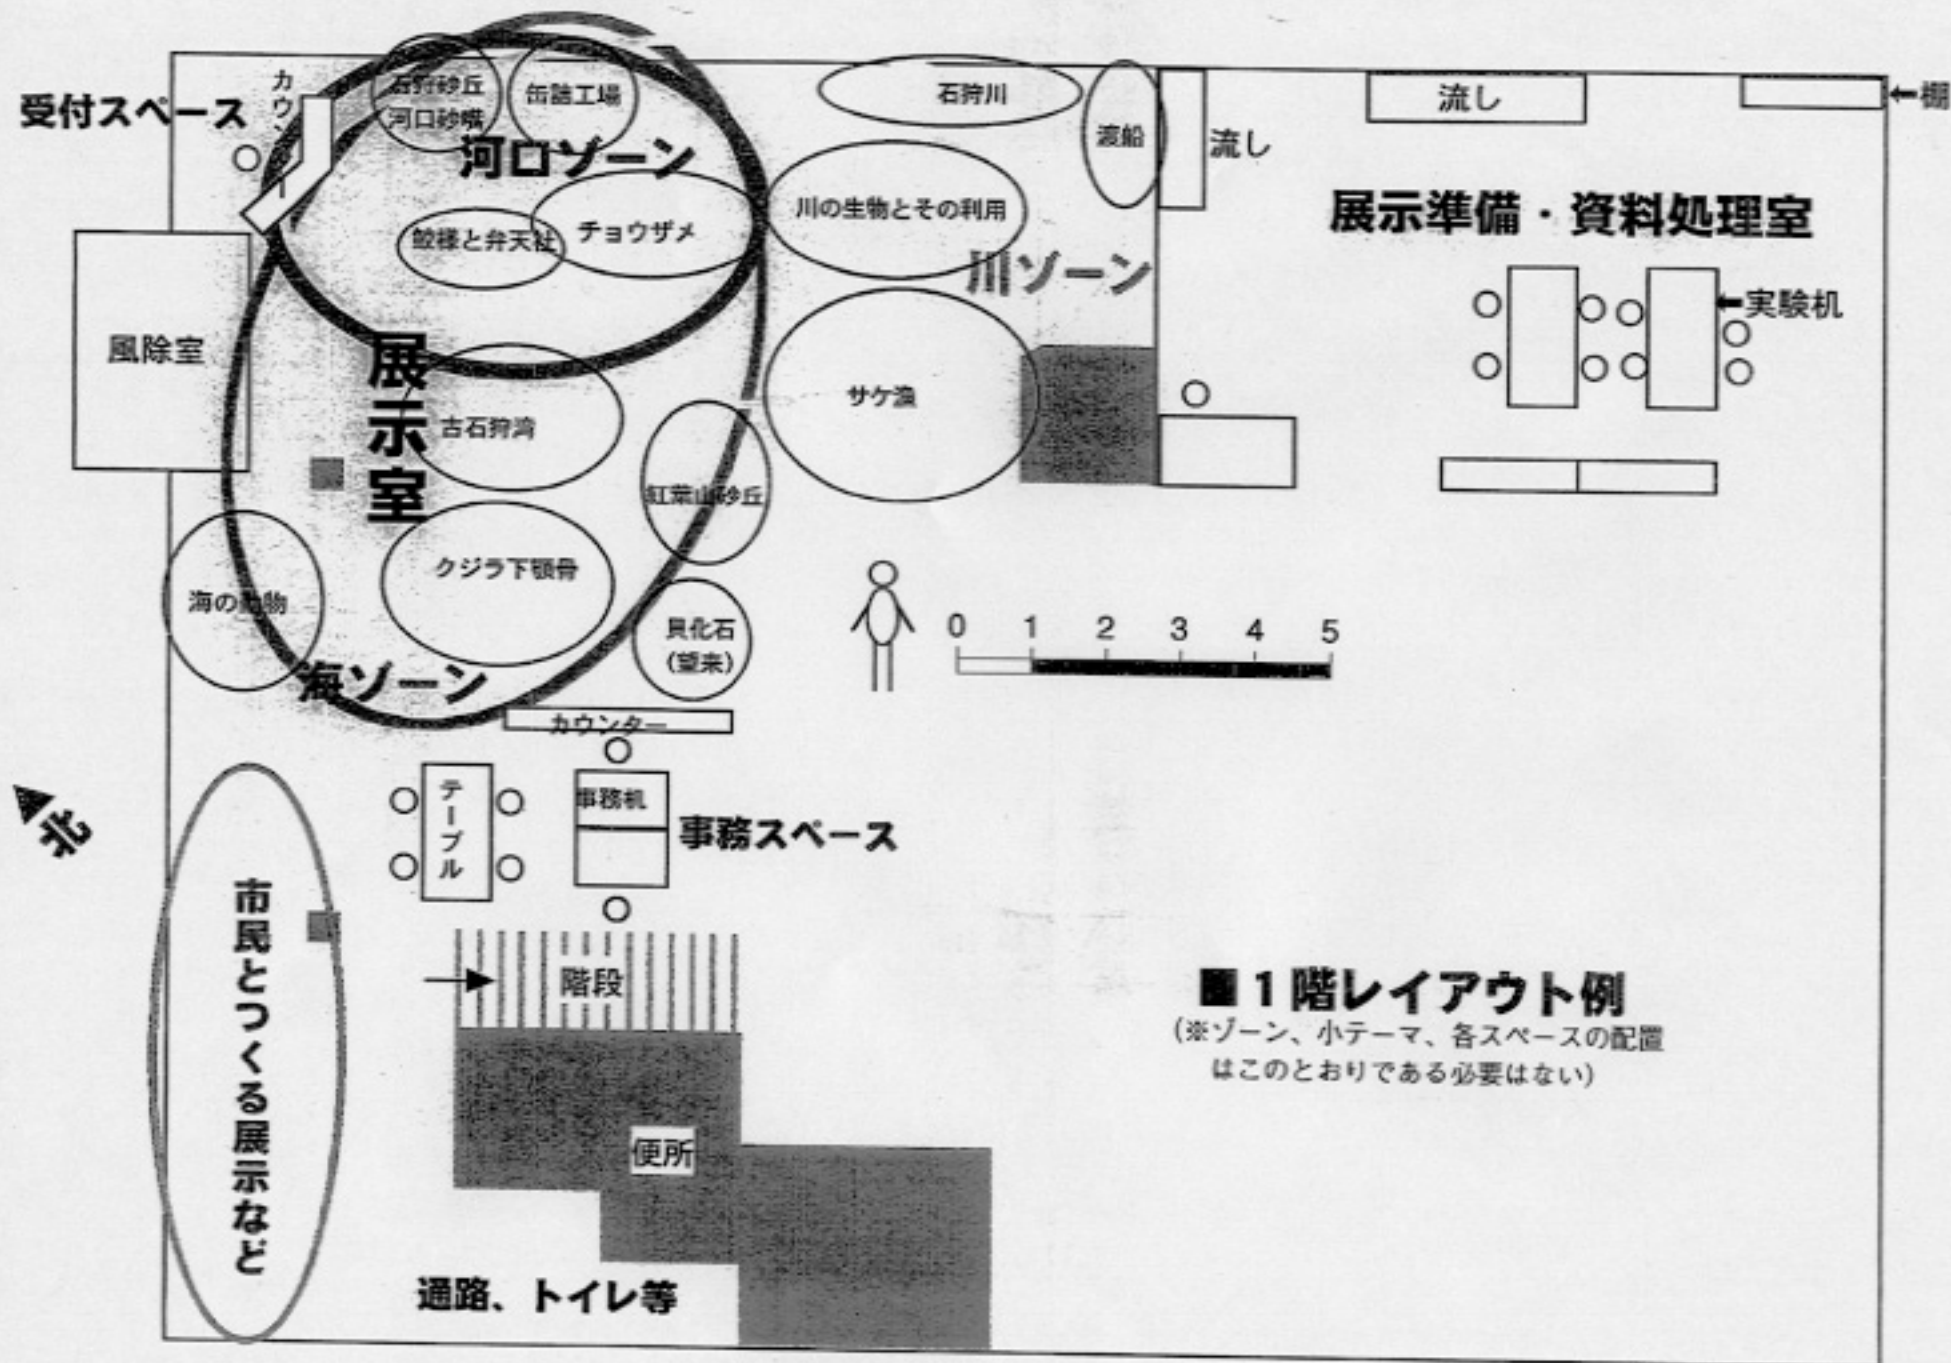 受付スペース
カウンター
石狩砂丘
河口砂嘴
缶詰工場
河口ゾーン
鮫様と弁天社
チョウザメ
石狩川
渡船
川の生物とその利用
川ゾーン
サケ漁
流し
流し
←棚
展示準備・資料処理室
←実験机
風除室
展示室
古石狩湾
紅葉山砂丘
クジラ下顎骨
海の動物
貝化石
(望来)
海ゾーン
0 1 2 3 4 5
カウンター
テーブル
事務机
事務スペース
北
市民とつくる展示など
階段
便所
通路、トイレ等
■1階レイアウト例
(※ゾーン、小テーマ、各スペースの配置
はこのとおりである必要はない)